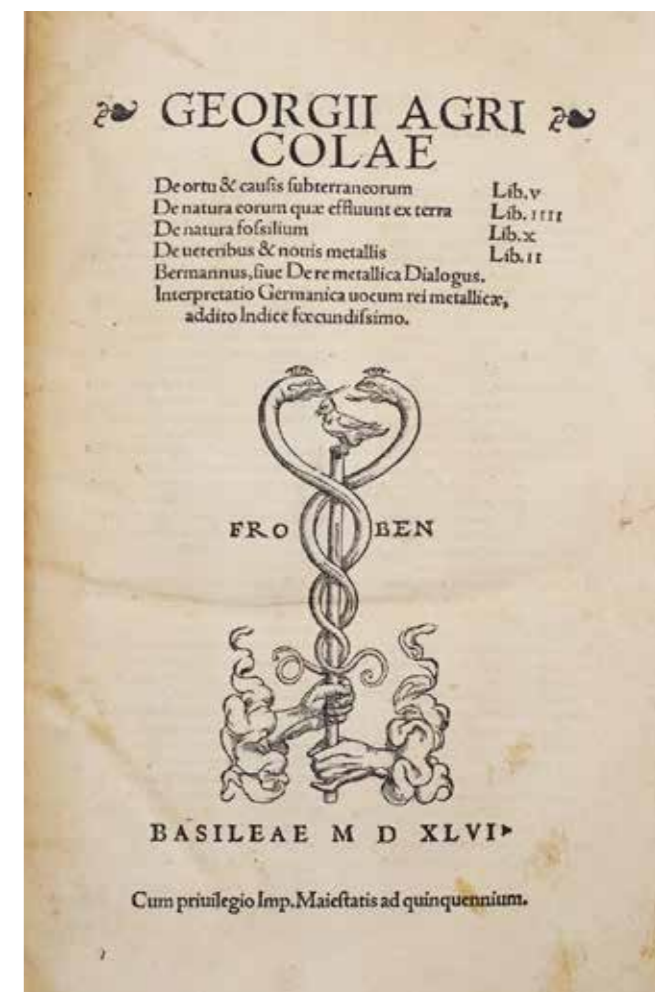 GEORGII AGRI
COLAE
De ortu & cauſis ſubterraneorum Lib.v
De natura eorum quæ effluunt ex terra Lib.IIII
De natura foſsilium Lib.x
De ueteribus & nouis metallis Lib.II
Bermannus, ſiue De re metallica Dialogus.
Interpretatio Germanica uocum rei metallicæ,
addito Indice fœcundiſsimo.
FRO BEN
BASILEAE M D XLVI
Cum priuilegio Imp. Maieſtatis ad quinquennium.